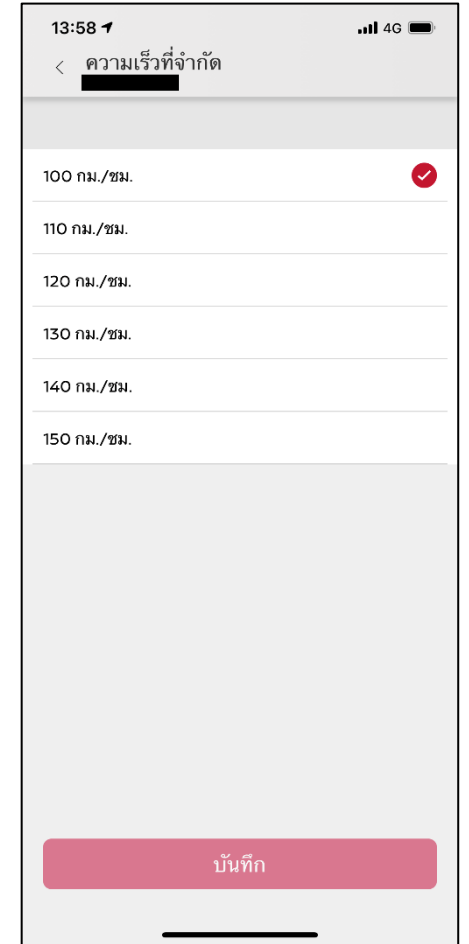 13:58
4G
ความเร็วที่จำกัด
100 กม./ชม.
110 กม./ชม.
120 กม./ชม.
130 กม./ชม.
140 กม./ชม.
150 กม./ชม.
บันทึก